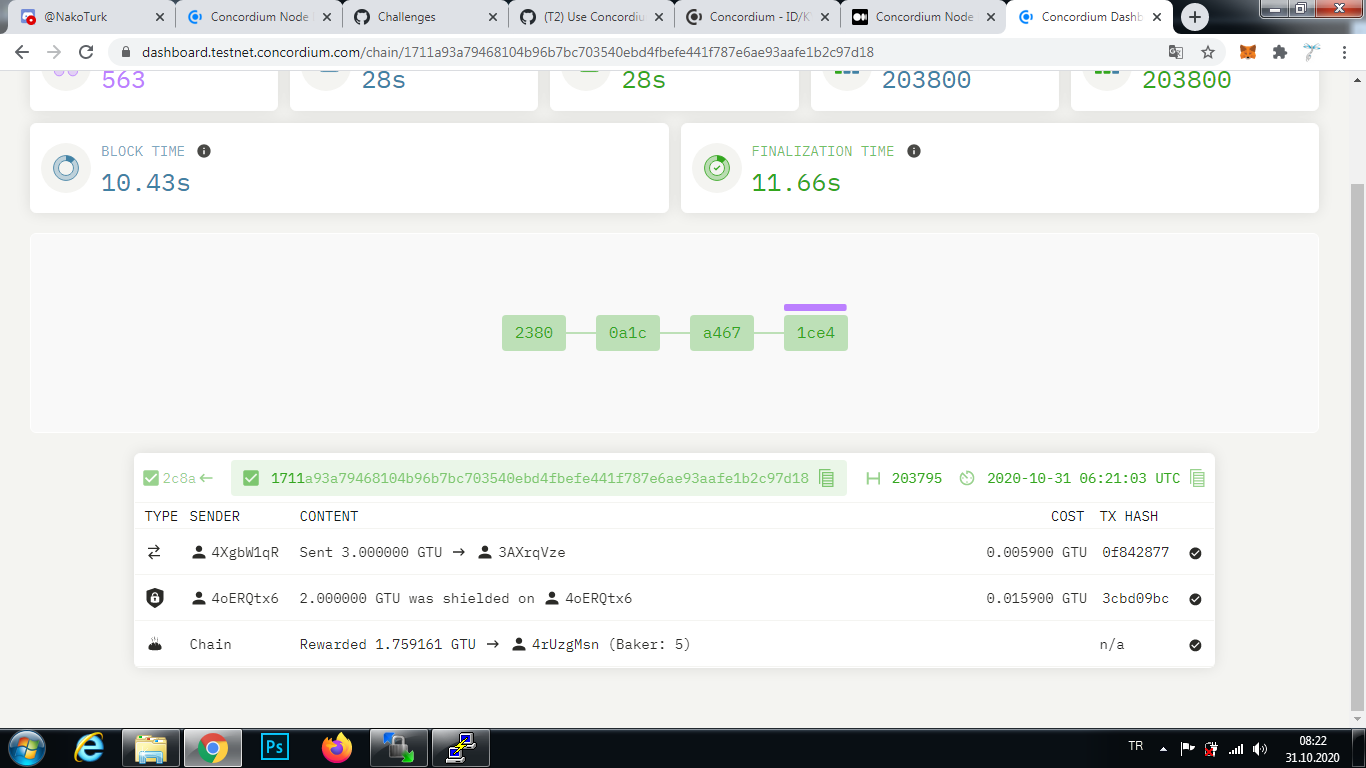 @NakoTurk
Concordium Node
Challenges
(T2) Use Concordiu
Concordium - ID/K
Concordium Node
Concordium Dashb
dashboard.testnet.concordium.com/chain/1711a93a79468104b96b7bc703540ebd4fbefe441f787e6ae93aafe1b2c97d18
563
28s
28s
203800
203800
BLOCK TIME
10.43s
FINALIZATION TIME
11.66s
2380
0a1c
a467
1ce4
2c8a←
1711a93a79468104b96b7bc703540ebd4fbefe441f787e6ae93aafe1b2c97d18
203795
2020-10-31 06:21:03 UTC
TYPE SENDER CONTENT COST TX HASH
4XgbW1qR Sent 3.000000 GTU → 3AXrqVze 0.005900 GTU 0f842877
4oERQtx6 2.000000 GTU was shielded on 4oERQtx6 0.015900 GTU 3cbd09bc
Chain Rewarded 1.759161 GTU → 4rUzgMsn (Baker: 5) n/a
Ps
TR
08:22
31.10.2020